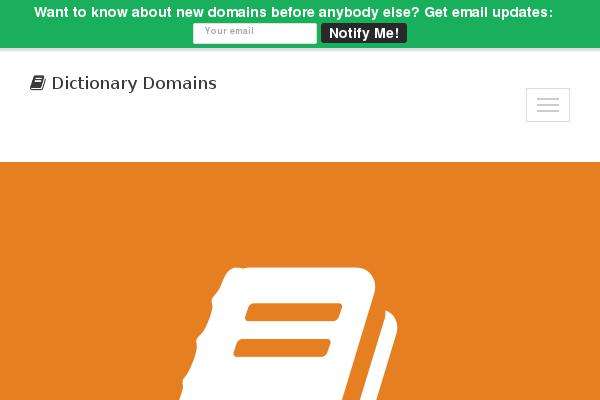 Want to know about new domains before anybody else? Get email updates:
Your email
Notify Me!
Dictionary Domains